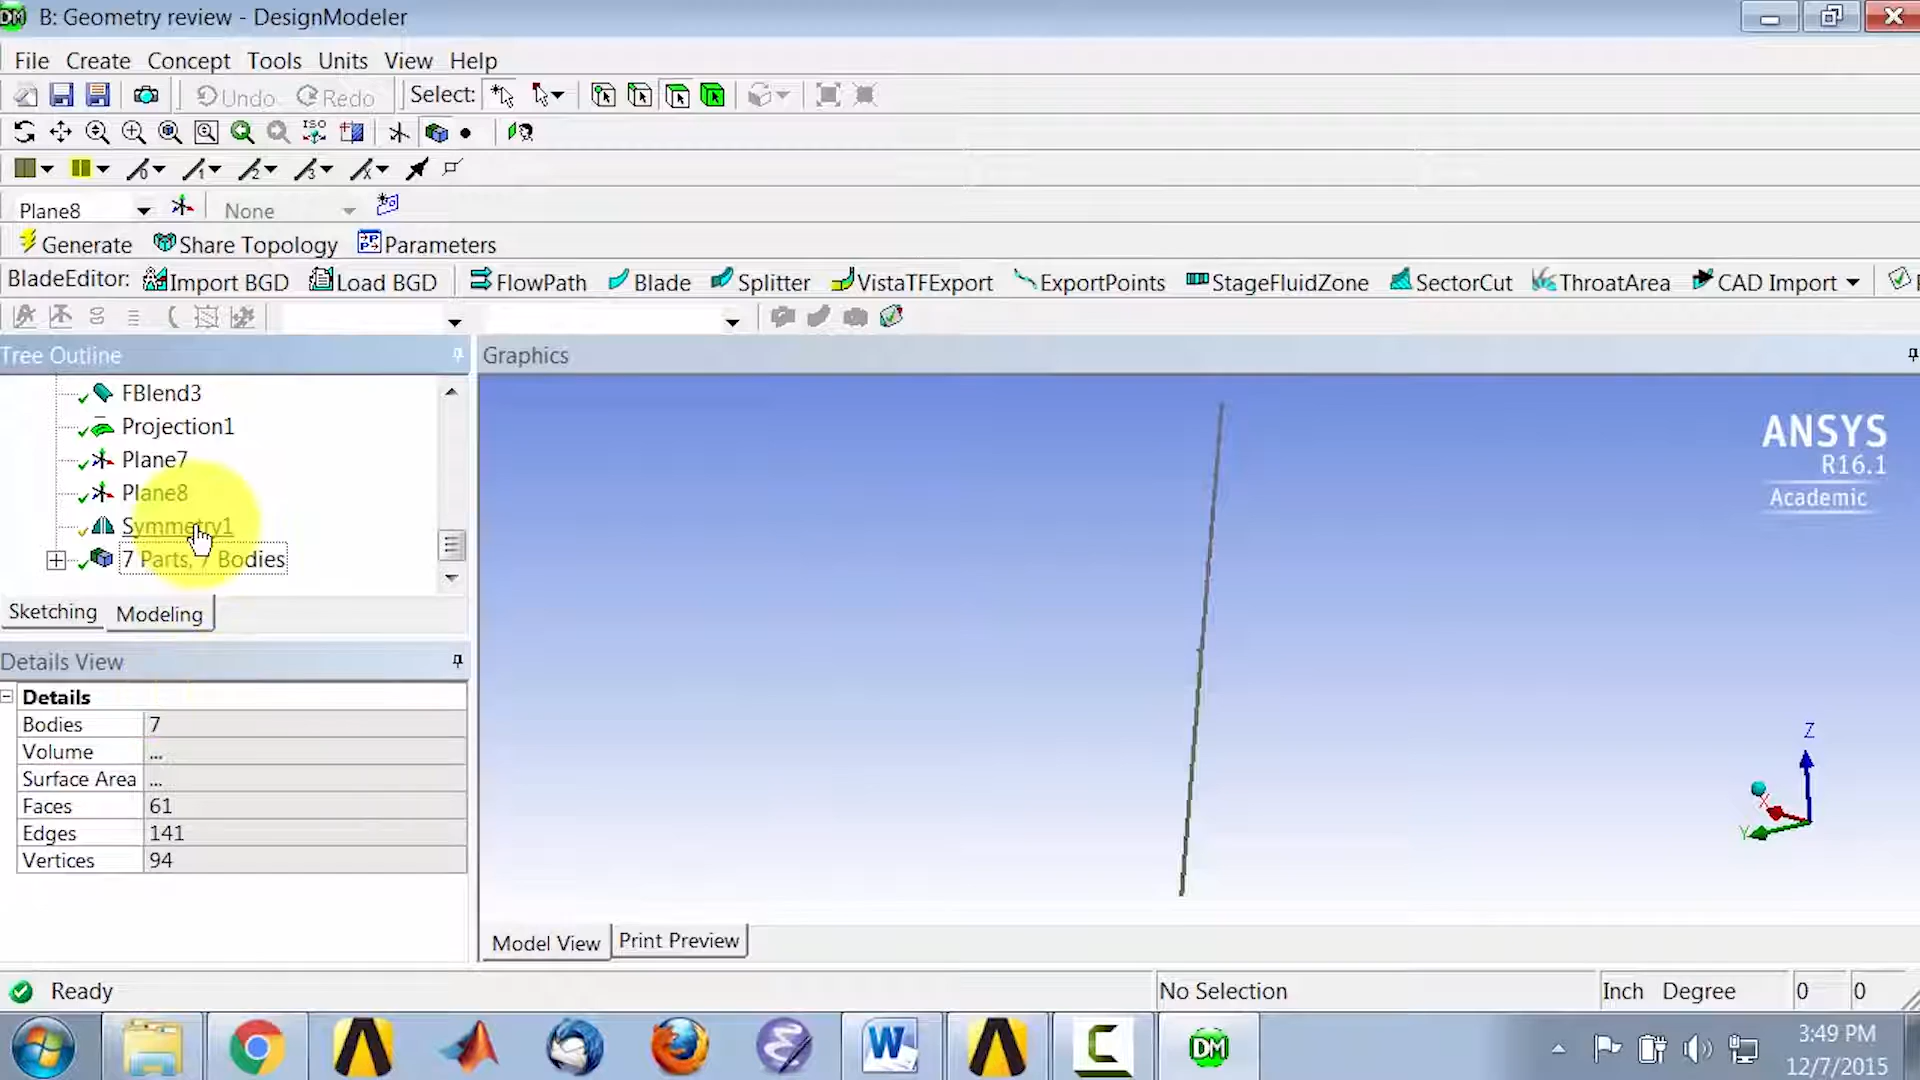 B: Geometry review - DesignModeler
File Create Concept Tools Units View Help
Undo Redo Select:
ISO
Plane8 None
Generate Share Topology Parameters
BladeEditor: Import BGD Load BGD FlowPath Blade Splitter VistaTFExport ExportPoints StageFluidZone SectorCut ThroatArea CAD Import
Tree Outline
FBlend3
Projection1
Plane7
Plane8
Symmetry1
7 Parts, 7 Bodies
Sketching Modeling
Details View
Details
Bodies 7
Volume ...
Surface Area ...
Faces 61
Edges 141
Vertices 94
Graphics
ANSYS
R16.1
Academic
Z
X
Y
Model View Print Preview
Ready No Selection Inch Degree 0 0
DM
3:49 PM
12/7/2015